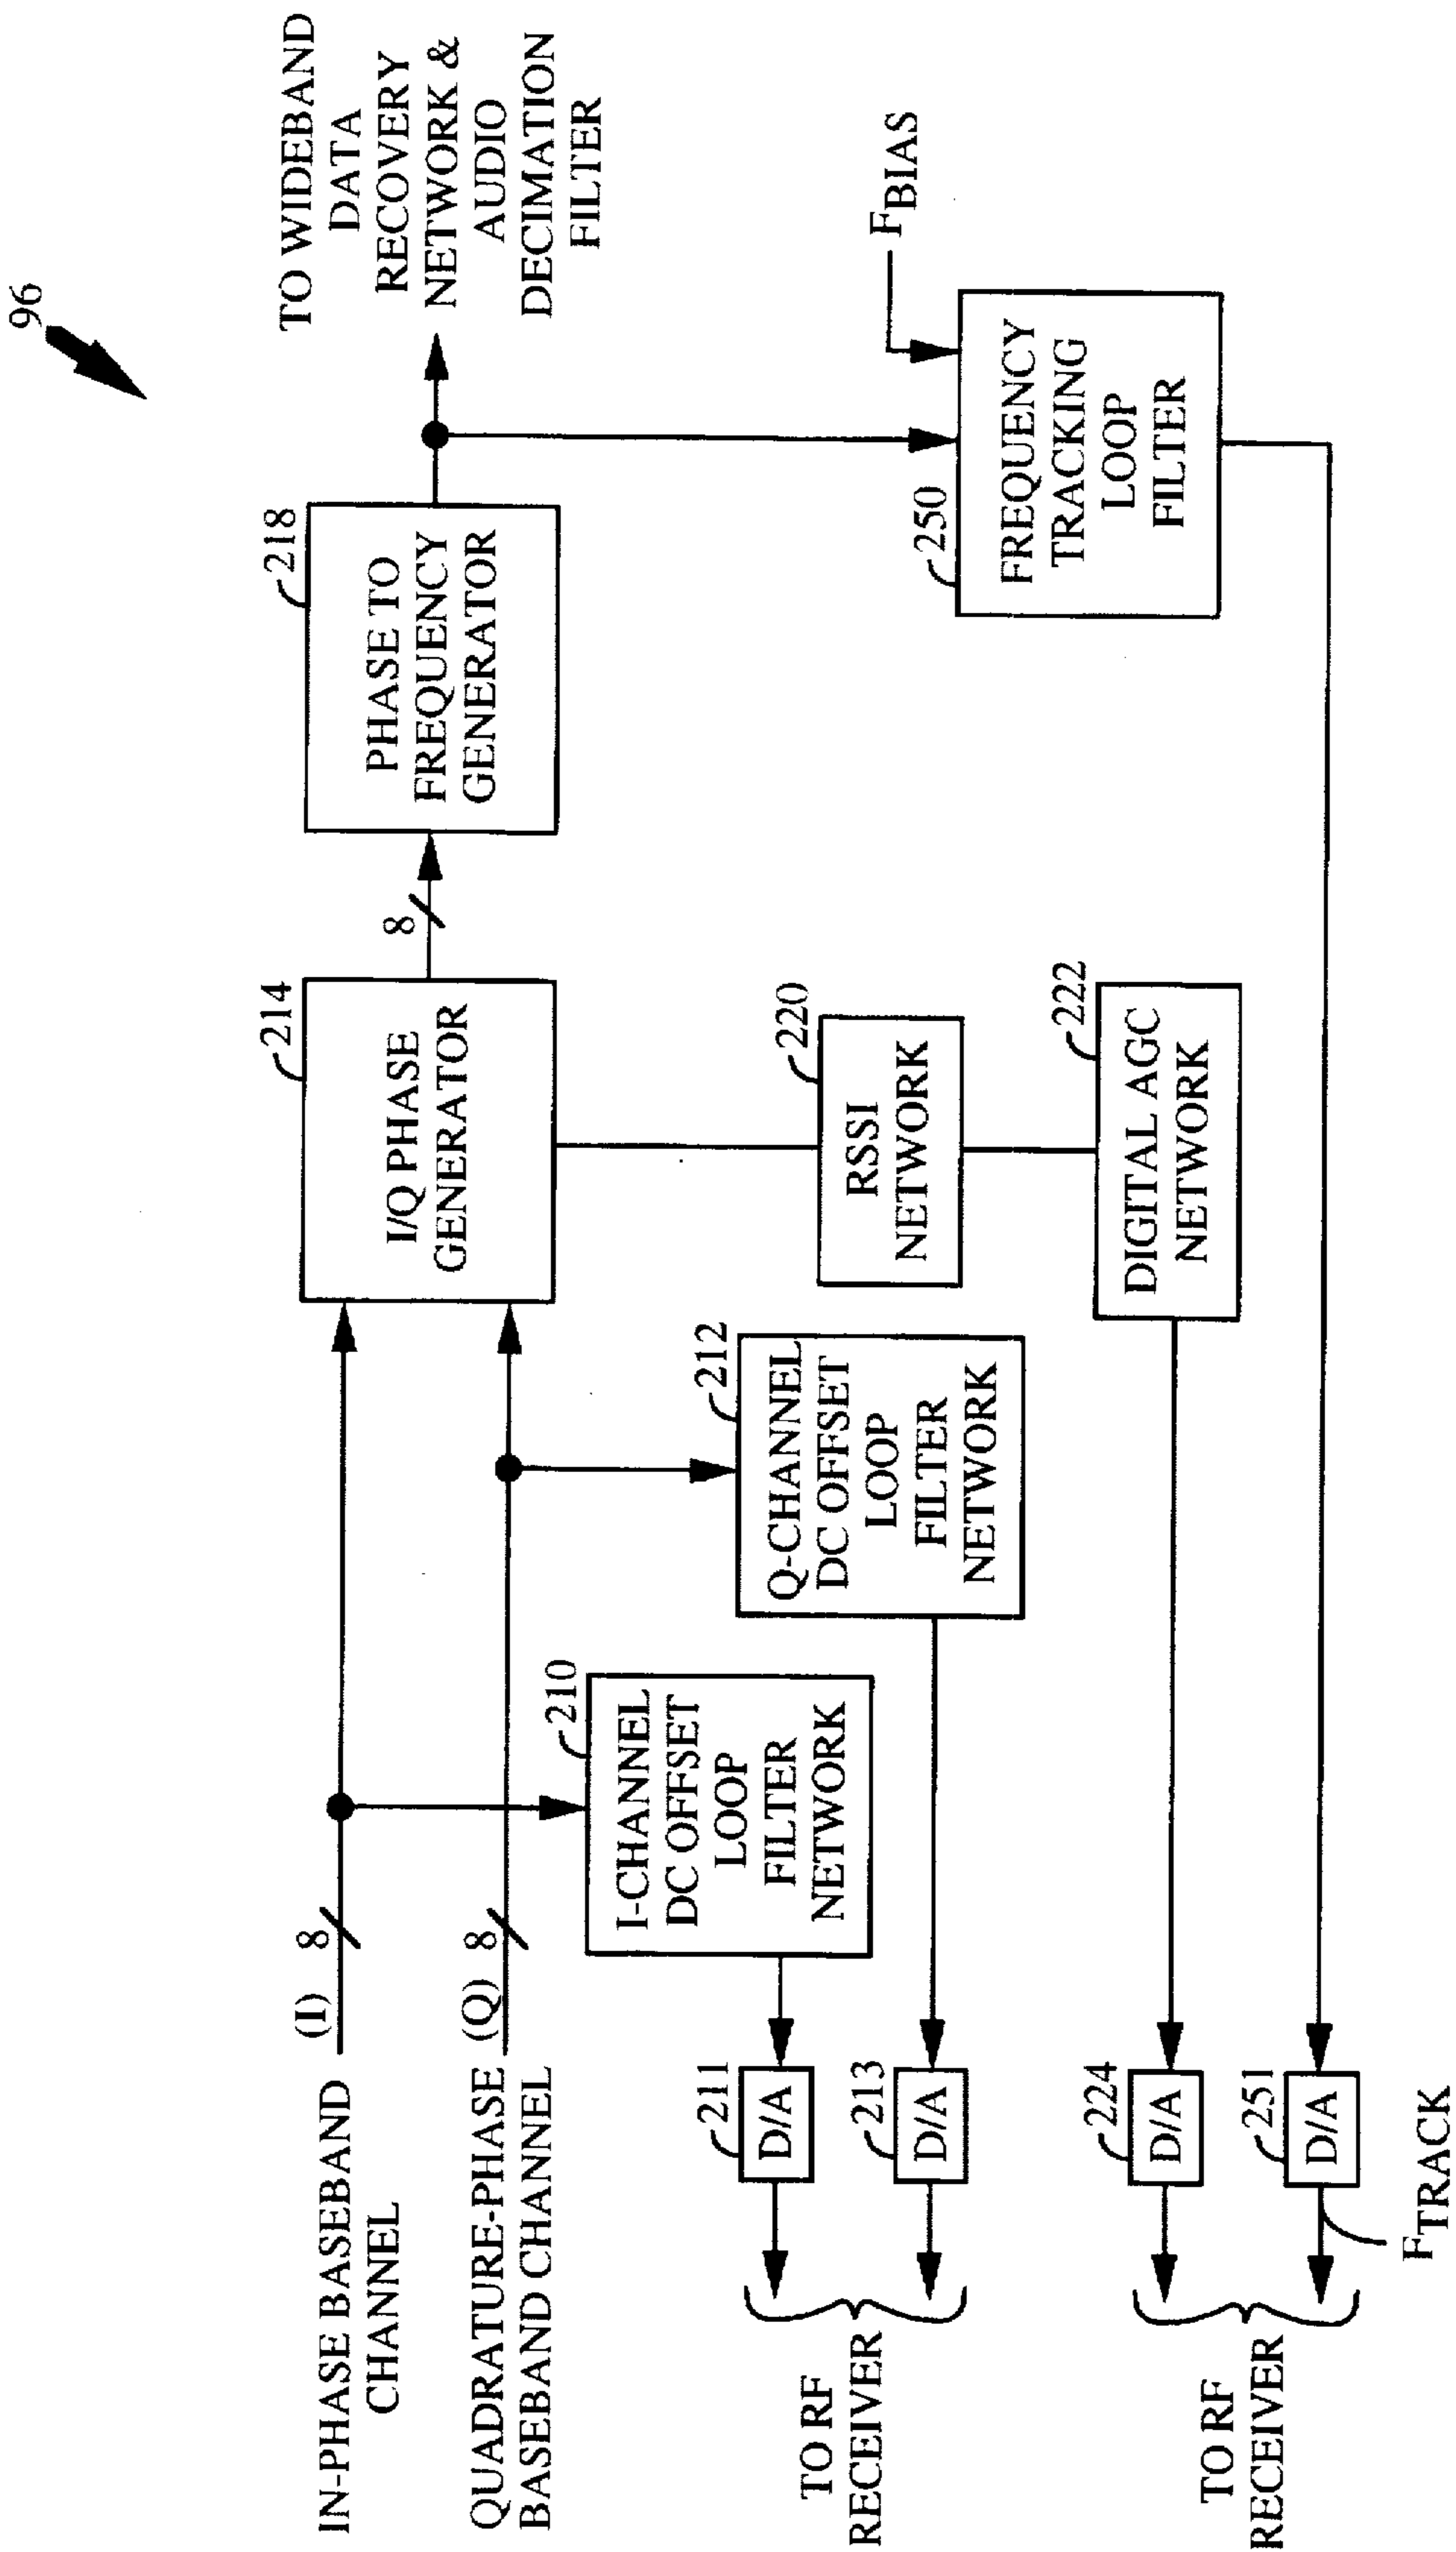 96
TO WIDEBAND
DATA
RECOVERY
NETWORK &
AUDIO
DECIMATION
FILTER
218
PHASE TO
FREQUENCY
GENERATOR
8
214
I/Q PHASE
GENERATOR
(I) 8
IN-PHASE BASEBAND
CHANNEL
(Q) 8
QUADRATURE-PHASE
BASEBAND CHANNEL
210
I-CHANNEL
DC OFFSET
LOOP
FILTER
NETWORK
212
Q-CHANNEL
DC OFFSET
LOOP
FILTER
NETWORK
220
RSSI
NETWORK
222
DIGITAL AGC
NETWORK
FBIAS
250
FREQUENCY
TRACKING
LOOP
FILTER
211
D/A
213
D/A
TO RF
RECEIVER
224
D/A
251
D/A
TO RF
RECEIVER
FTRACK